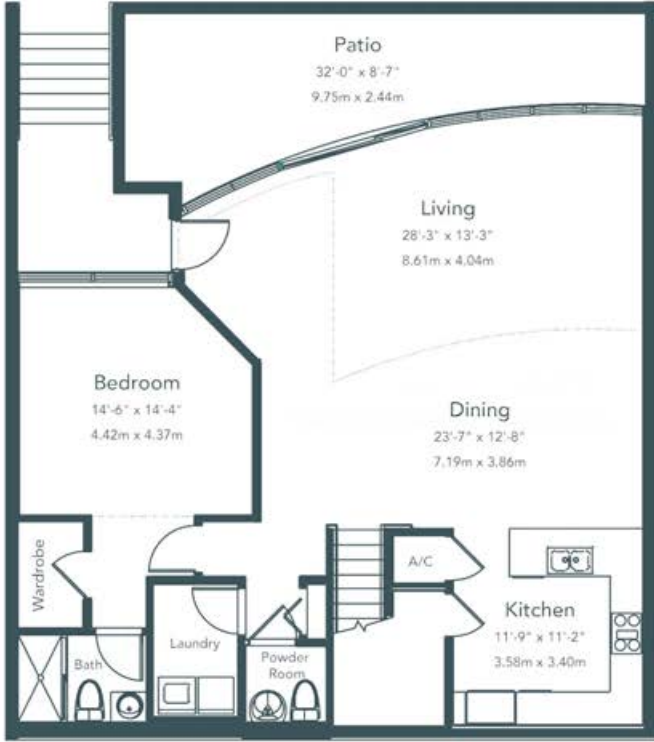 Patio
32'-0" x 8'-7"
9.75m x 2.44m
Living
28'-3" x 13'-3"
8.61m x 4.04m
Bedroom
14'-6" x 14'-4"
4.42m x 4.37m
Dining
23'-7" x 12'-8"
7.19m x 3.86m
Wardrobe
A/C
Kitchen
11'-9" x 11'-2"
3.58m x 3.40m
Laundry
Bath
Powder
Room